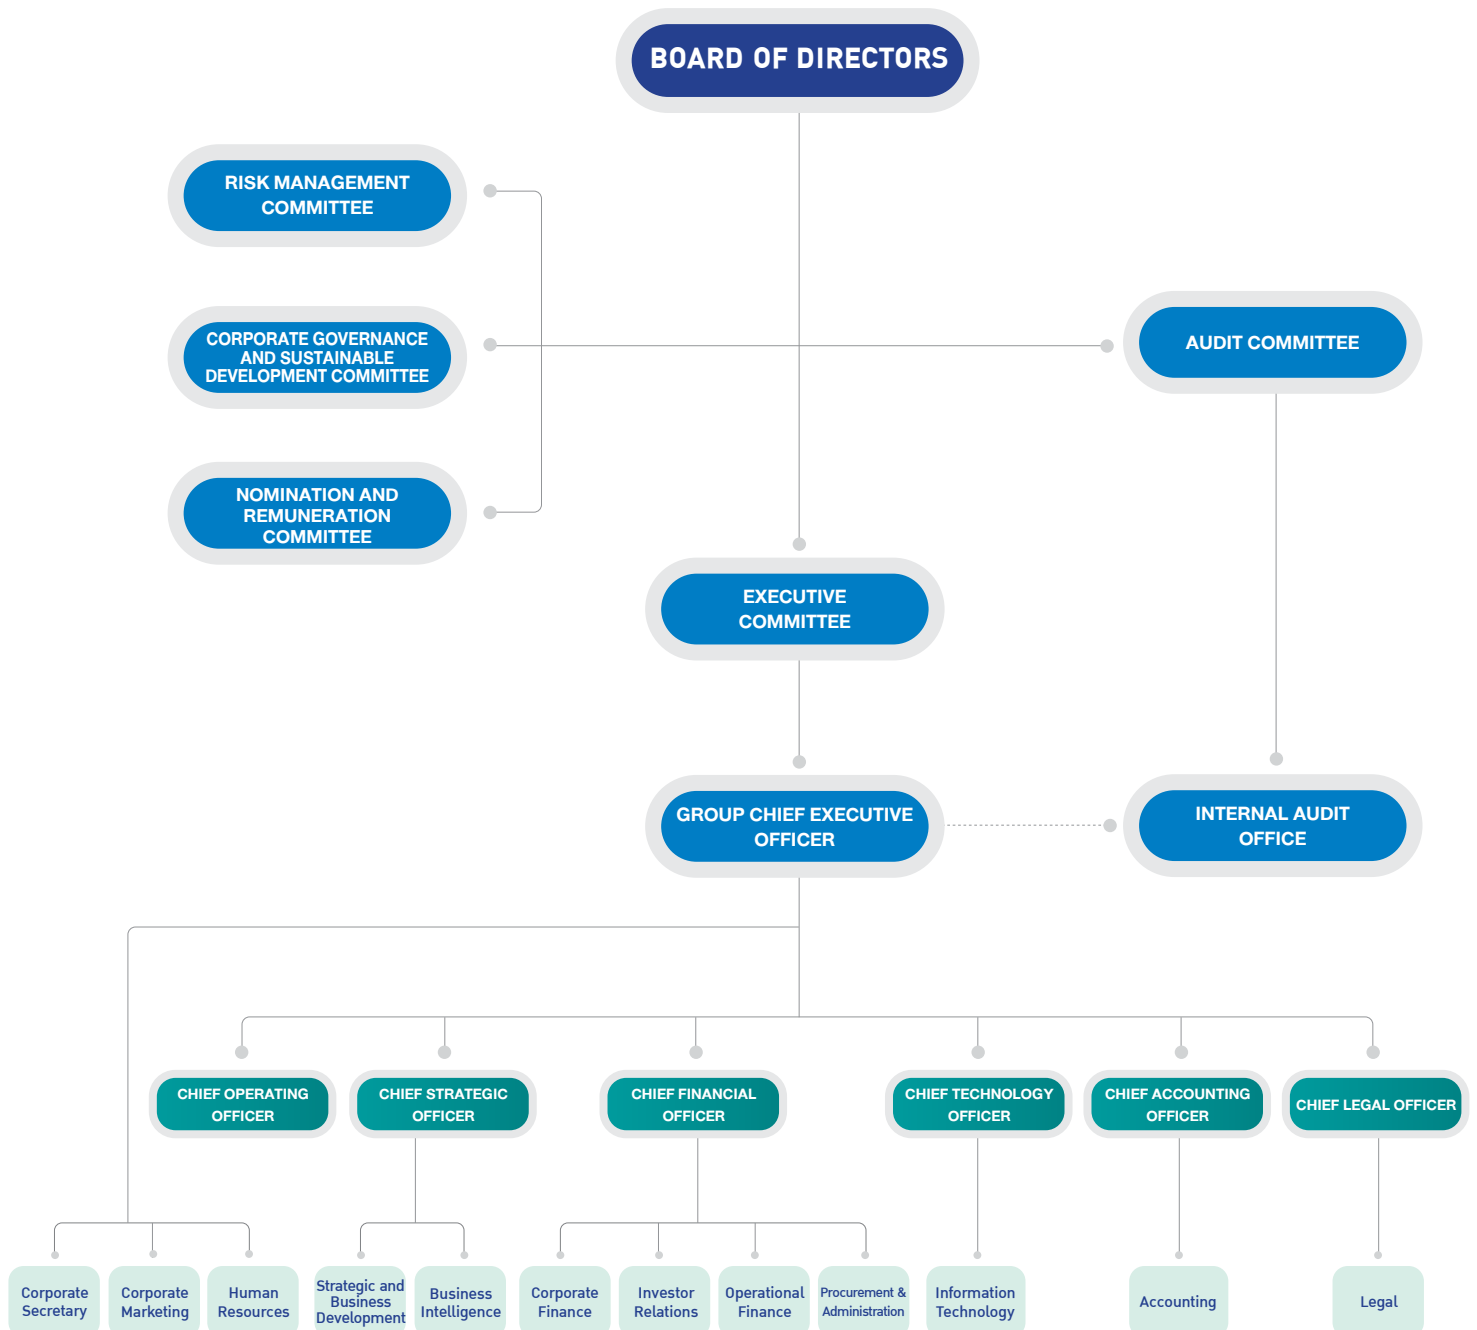 BOARD OF DIRECTORS
RISK MANAGEMENT
COMMITTEE
CORPORATE GOVERNANCE
AND SUSTAINABLE
DEVELOPMENT COMMITTEE
AUDIT COMMITTEE
NOMINATION AND
REMUNERATION
COMMITTEE
EXECUTIVE
COMMITTEE
GROUP CHIEF EXECUTIVE
OFFICER
INTERNAL AUDIT
OFFICE
CHIEF OPERATING
OFFICER
CHIEF STRATEGIC
OFFICER
CHIEF FINANCIAL
OFFICER
CHIEF TECHNOLOGY
OFFICER
CHIEF ACCOUNTING
OFFICER
CHIEF LEGAL OFFICER
Corporate
Secretary
Corporate
Marketing
Human
Resources
Strategic and
Business
Development
Business
Intelligence
Corporate
Finance
Investor
Relations
Operational
Finance
Procurement &
Administration
Information
Technology
Accounting
Legal